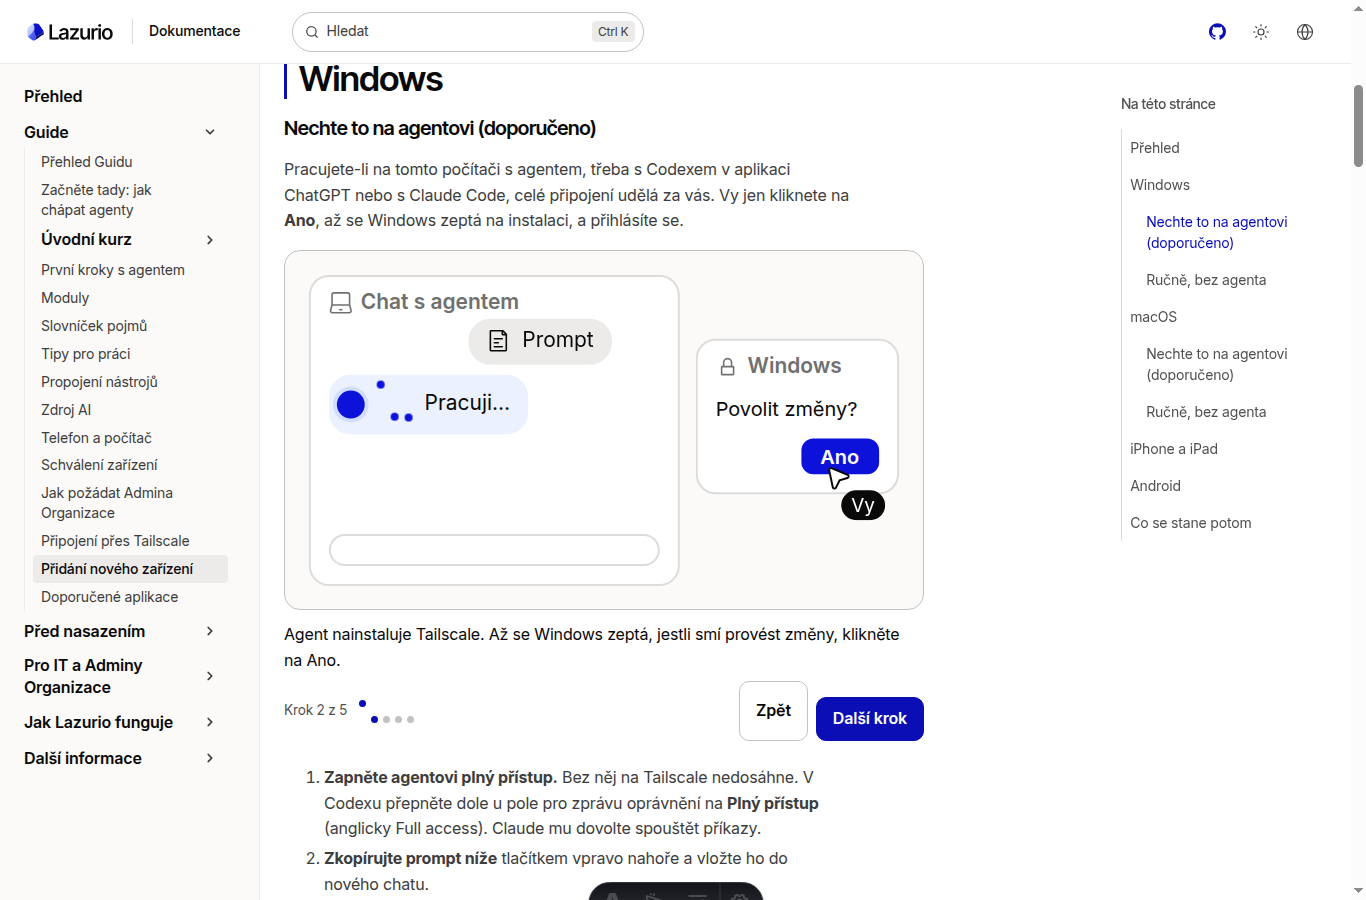 Lazurio
Dokumentace
Hledat
Ctrl K
Přehled
Guide
Přehled Guidu
Začněte tady: jak
chápat agenty
Úvodní kurz
První kroky s agentem
Moduly
Slovníček pojmů
Tipy pro práci
Propojení nástrojů
Zdroj AI
Telefon a počítač
Schválení zařízení
Jak požádat Admina
Organizace
Připojení přes Tailscale
Přidání nového zařízení
Doporučené aplikace
Před nasazením
Pro IT a Adminy
Organizace
Jak Lazurio funguje
Další informace
Windows
Nechte to na agentovi (doporučeno)
Pracujete-li na tomto počítači s agentem, třeba s Codexem v aplikaci
ChatGPT nebo s Claude Code, celé připojení udělá za vás. Vy jen kliknete na
Ano, až se Windows zeptá na instalaci, a přihlásíte se.
Chat s agentem
Prompt
Pracuji...
Windows
Povolit změny?
Ano
Vy
Agent nainstaluje Tailscale. Až se Windows zeptá, jestli smí provést změny, klikněte
na Ano.
Krok 2 z 5
Zpět
Další krok
1. Zapněte agentovi plný přístup. Bez něj na Tailscale nedosáhne. V
Codexu přepněte dole u pole pro zprávu oprávnění na Plný přístup
(anglicky Full access). Claude mu dovolte spouštět příkazy.
2. Zkopírujte prompt níže tlačítkem vpravo nahoře a vložte ho do
nového chatu.
Na této stránce
Přehled
Windows
Nechte to na agentovi
(doporučeno)
Ručně, bez agenta
macOS
Nechte to na agentovi
(doporučeno)
Ručně, bez agenta
iPhone a iPad
Android
Co se stane potom